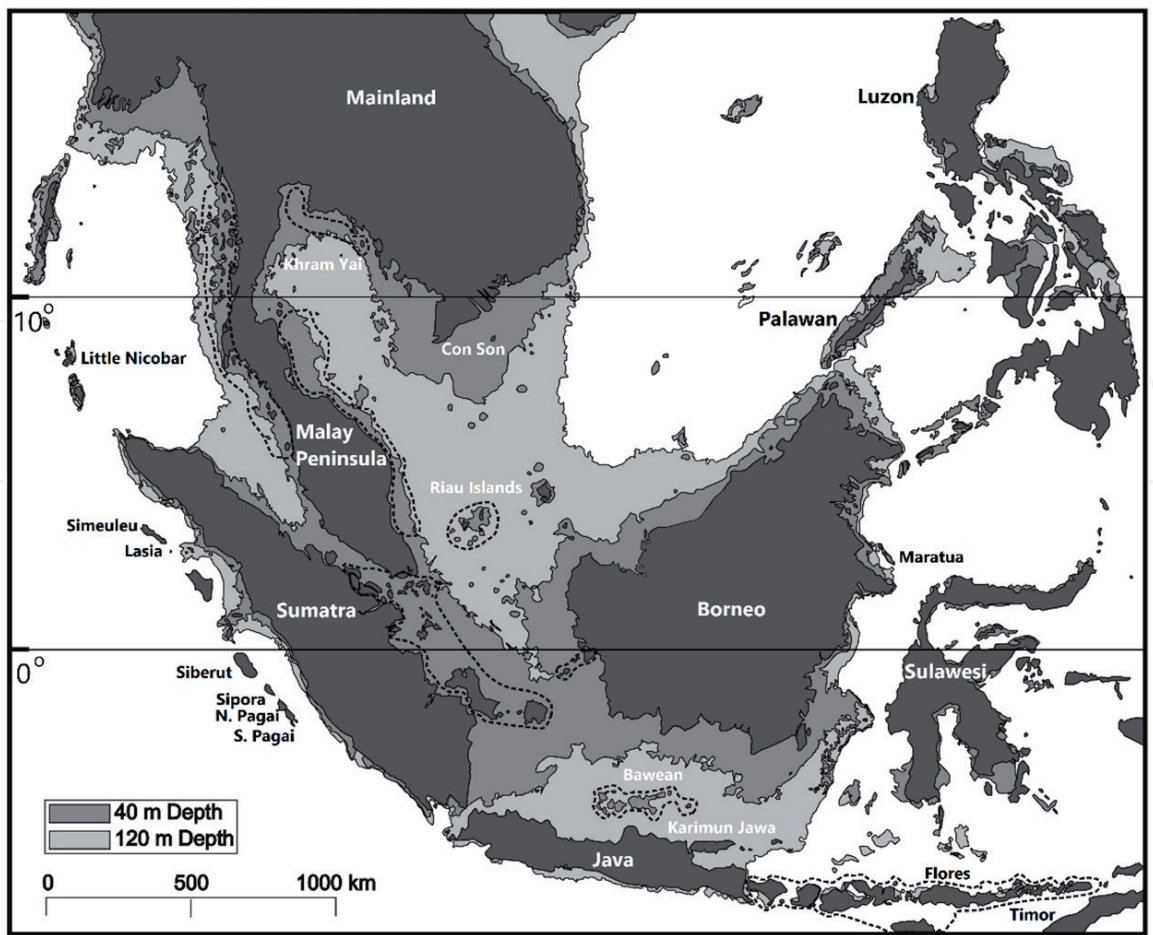 Mainland
Luzon
Khram Yai
10°
Palawan
Little Nicobar
Con Son
Malay
Peninsula
Riau Islands
Simeuleu
Lasia
Maratua
Sumatra
Borneo
0°
Siberut
Sulawesi
Sipora
N. Pagai
S. Pagai
Bawean
40 m Depth
120 m Depth
Karimun Jawa
Java
0 500 1000 km
Flores
Timor